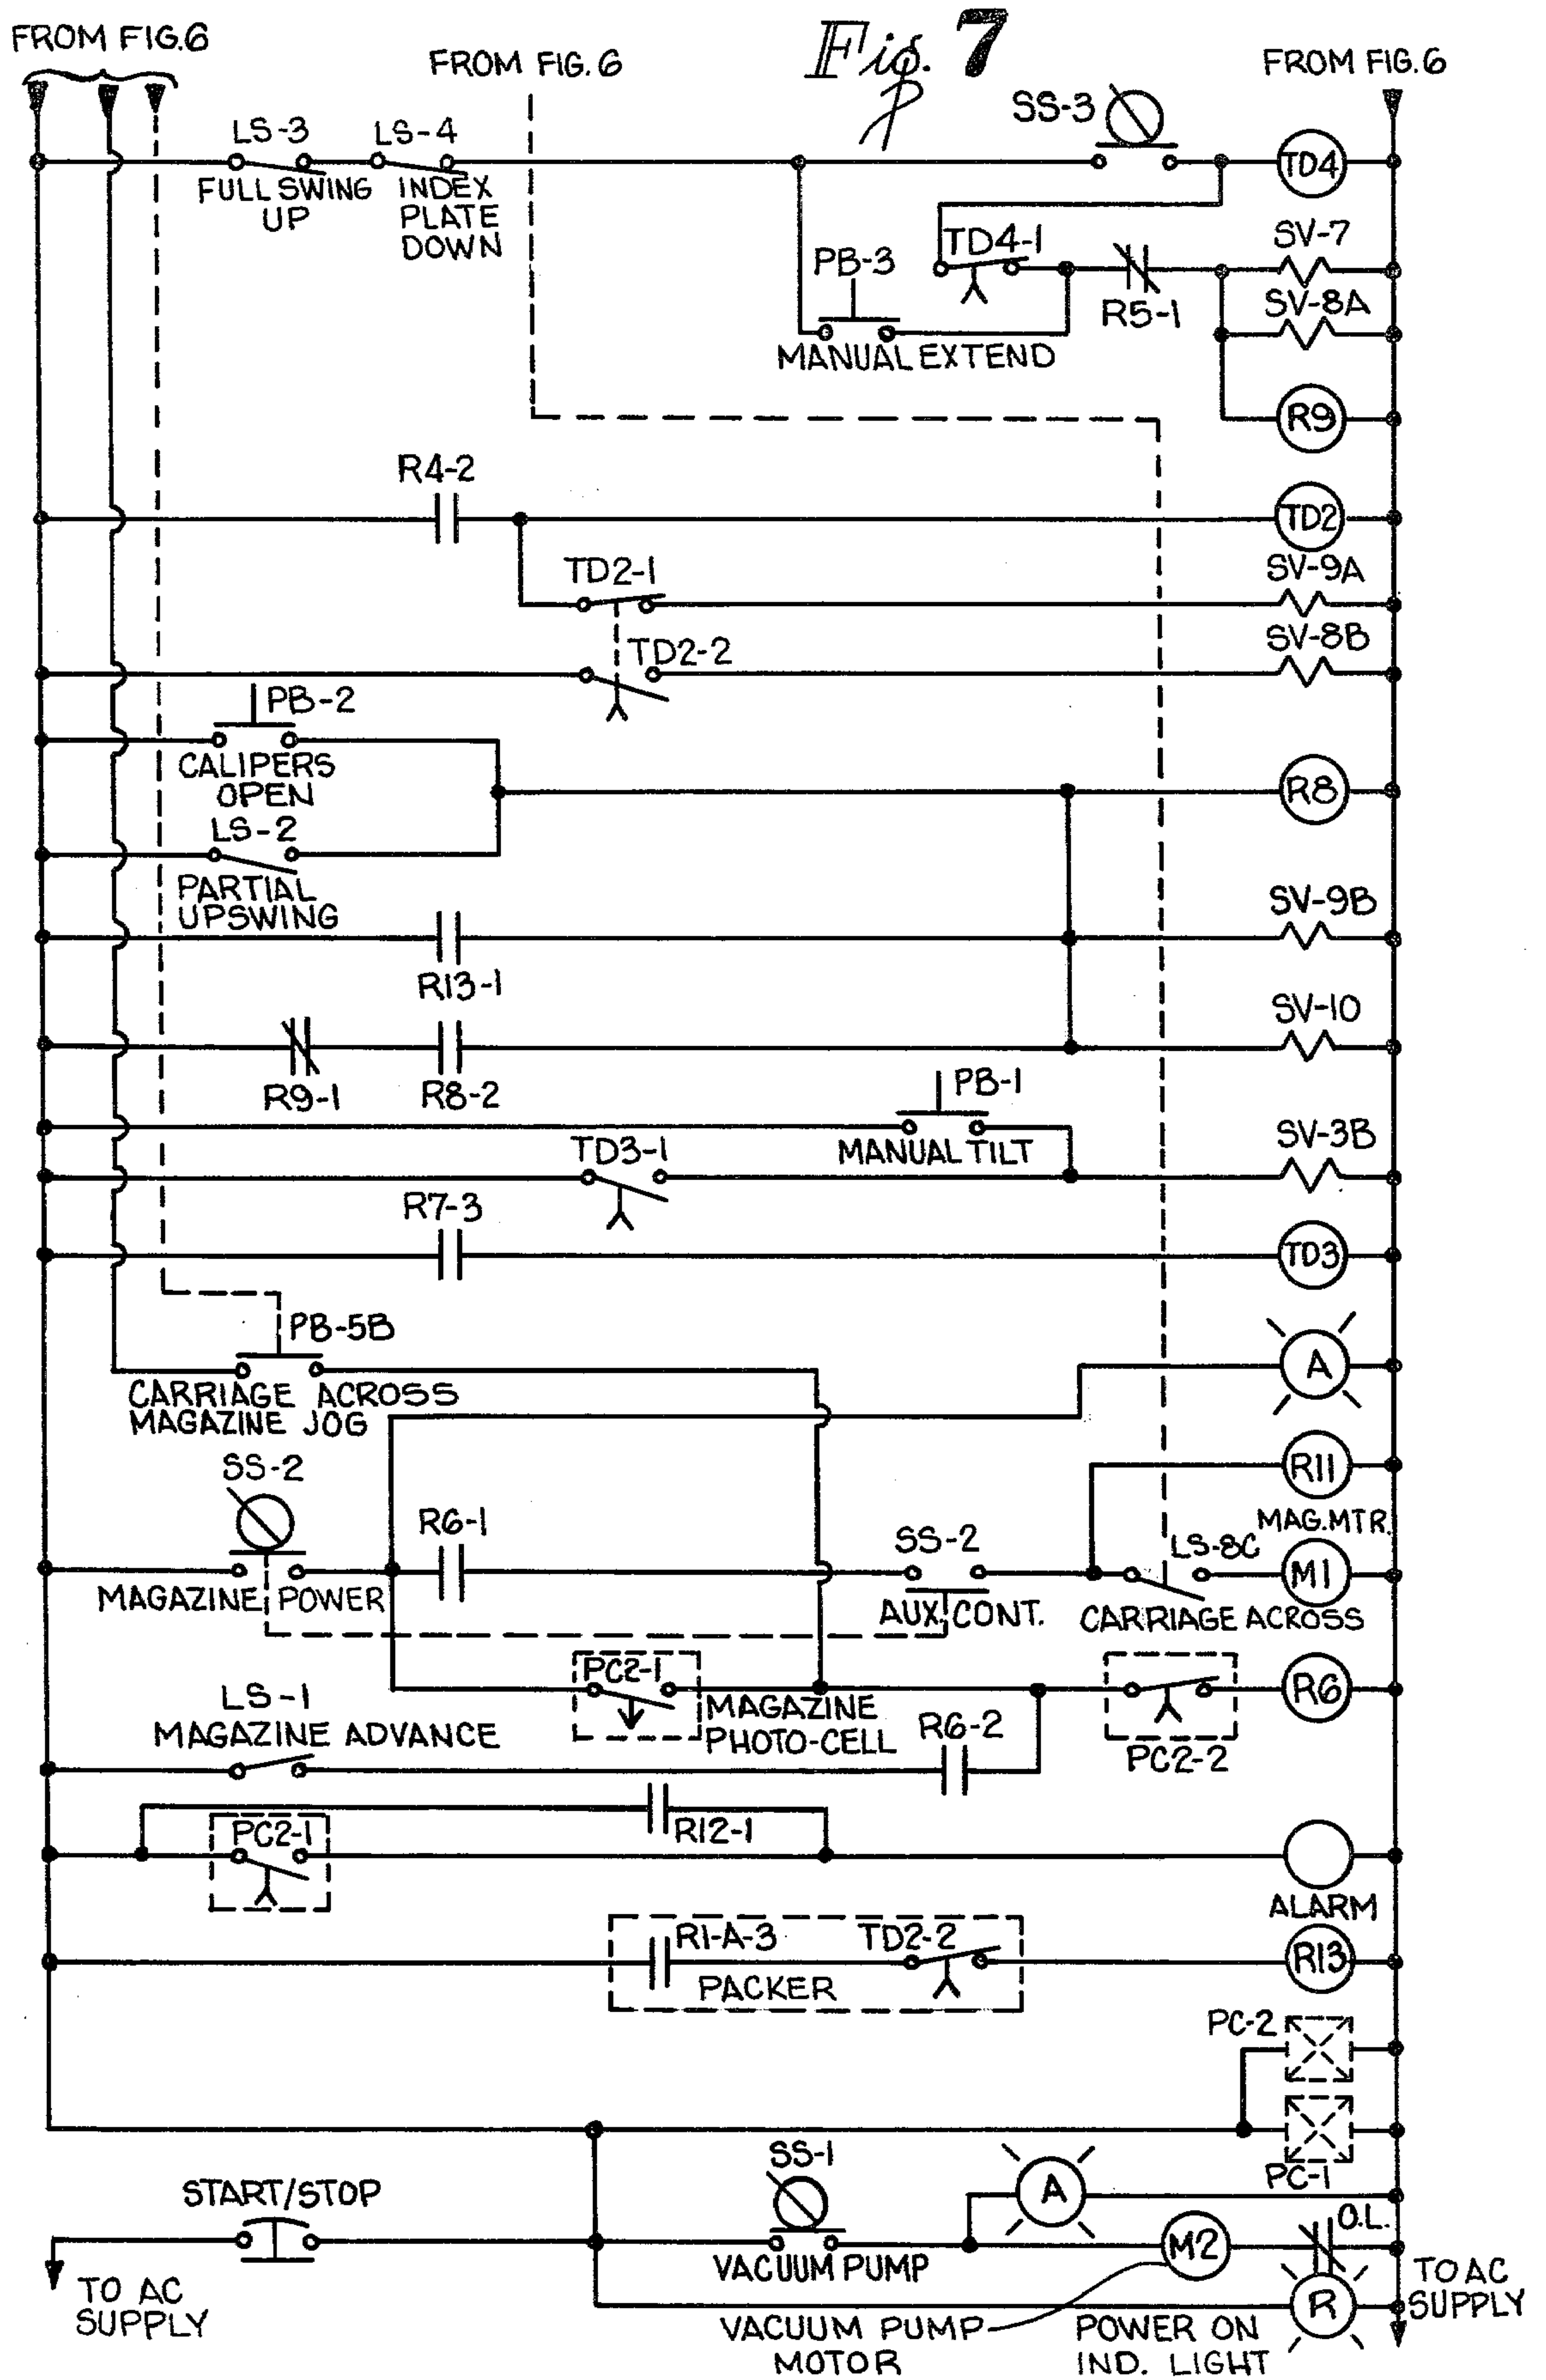 FROM FIG.6
FROM FIG. 6
Fig. 7
FROM FIG.6
SS-3
LS-3
LS-4
TD4
FULL SWING
UP
INDEX
PLATE
DOWN
SV-7
TD4-1
PB-3
R5-1
SV-8A
MANUAL EXTEND
R9
R4-2
TD2
TD2-1
SV-9A
TD2-2
SV-8B
PB-2
CALIPERS
OPEN
R8
LS-2
PARTIAL
UPSWING
SV-9B
R13-1
SV-10
R9-1
R8-2
PB-1
MANUAL TILT
SV-3B
TD3-1
R7-3
TD3
PB-5B
A
CARRIAGE ACROSS
MAGAZINE JOG
SS-2
R11
R6-1
MAG. MTR.
SS-2
LS-8C
M1
MAGAZINE POWER
AUX. CONT.
CARRIAGE ACROSS
PC2-1
R6
LS-1
MAGAZINE ADVANCE
MAGAZINE
PHOTO-CELL
R6-2
PC2-2
PC2-1
R12-1
ALARM
R1-A-3
TD2-2
R13
PACKER
PC-2
PC-1
SS-1
START/STOP
A
O.L.
M2
VACUUM PUMP
TO AC
SUPPLY
TO AC
SUPPLY
R
VACUUM PUMP
MOTOR
POWER ON
IND. LIGHT